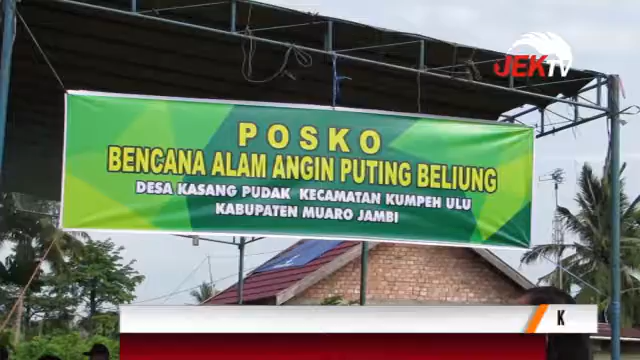 JEKTV
POSKO
BENCANA ALAM ANGIN PUTING BELIUNG
DESA KASANG PUDAK KECAMATAN KUMPEH ULU
KABUPATEN MUARO JAMBI
K